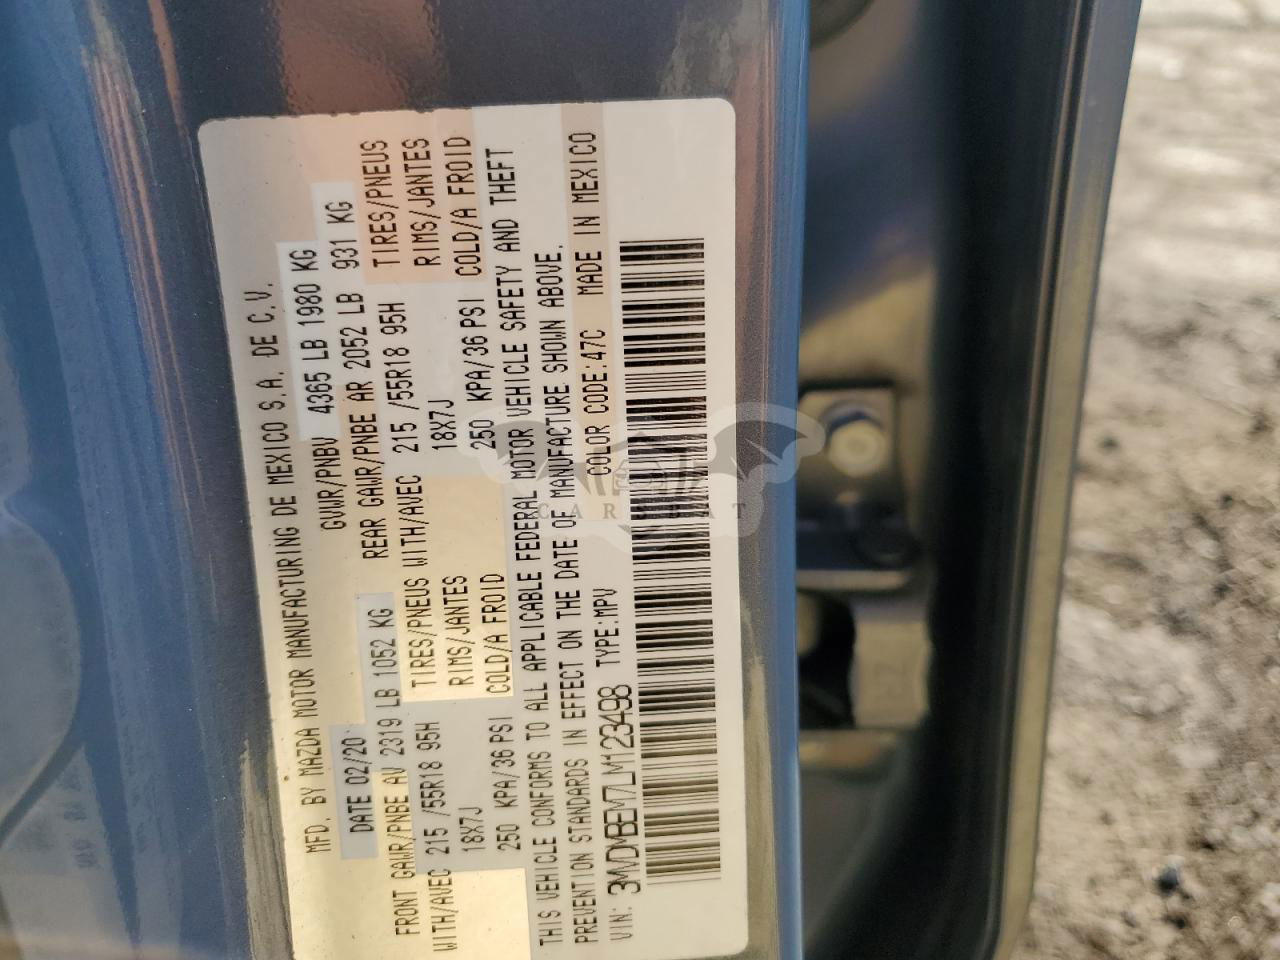 MFD. BY MAZDA MOTOR MANUFACTURING DE MEXICO S.A. DE C.V.
DATE 02/20 GVWR/PNBV 4365 LB 1980 KG
FRONT GAWR/PNBE AV 2319 LB 1052 KG REAR GAWR/PNBE AR 2052 LB 931 KG
WITH/AVEC 215 /55R18 95H TIRES/PNEUS WITH/AVEC 215 /55R18 95H TIRES/PNEUS
18X7J RIMS/JANTES 18X7J RIMS/JANTES
250 KPA/36 PSI COLD/A FROID 250 KPA/36 PSI COLD/A FROID
THIS VEHICLE CONFORMS TO ALL APPLICABLE FEDERAL MOTOR VEHICLE SAFETY AND THEFT
PREVENTION STANDARDS IN EFFECT ON THE DATE OF MANUFACTURE SHOWN ABOVE.
VIN: 3MVDMBEM7LM123498 TYPE:MPV COLOR CODE:47C MADE IN MEXICO
CARSBAT